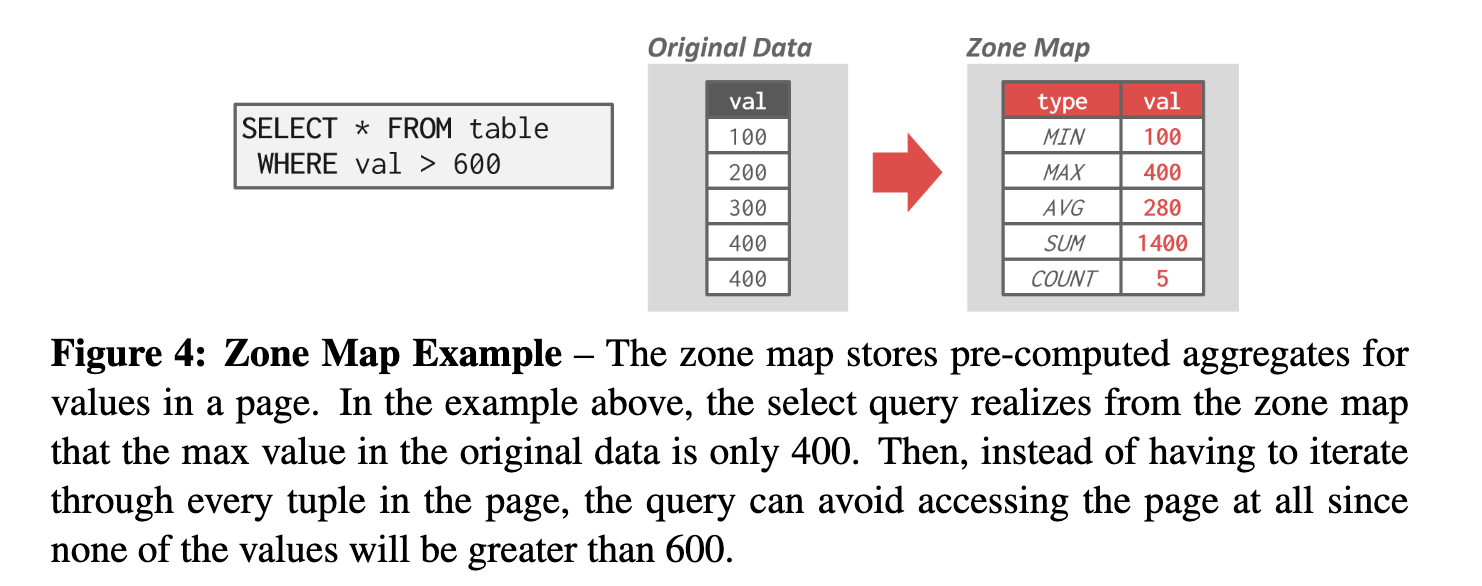 Original Data
Zone Map
SELECT * FROM table
WHERE val > 600
val
100
200
300
400
400
type val
MIN 100
MAX 400
AVG 280
SUM 1400
COUNT 5
Figure 4: Zone Map Example – The zone map stores pre-computed aggregates for
values in a page. In the example above, the select query realizes from the zone map
that the max value in the original data is only 400. Then, instead of having to iterate
through every tuple in the page, the query can avoid accessing the page at all since
none of the values will be greater than 600.